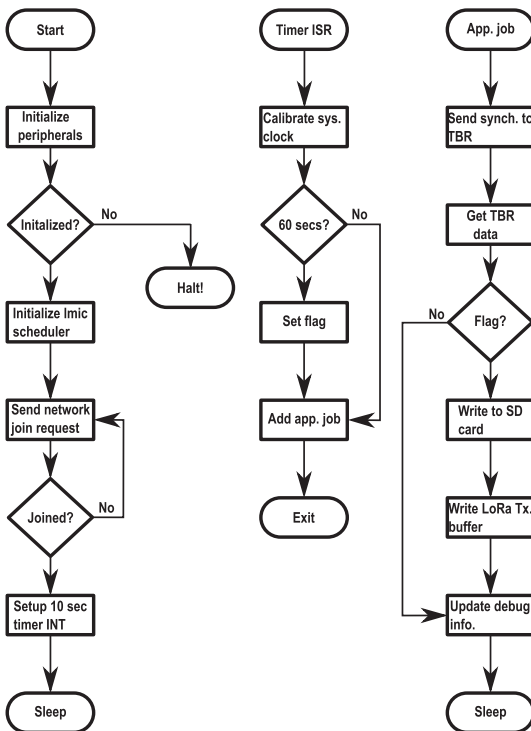 Start
Initialize
peripherals
Initalized?
No
Halt!
Initialize lmic
scheduler
Send network
join request
Joined?
No
Setup 10 sec
timer INT
Sleep
Timer ISR
Calibrate sys.
clock
60 secs?
No
Set flag
Add app. job
Exit
App. job
Send synch. to
TBR
Get TBR
data
Flag?
No
Write to SD
card
Write LoRa Tx.
buffer
Update debug
info.
Sleep